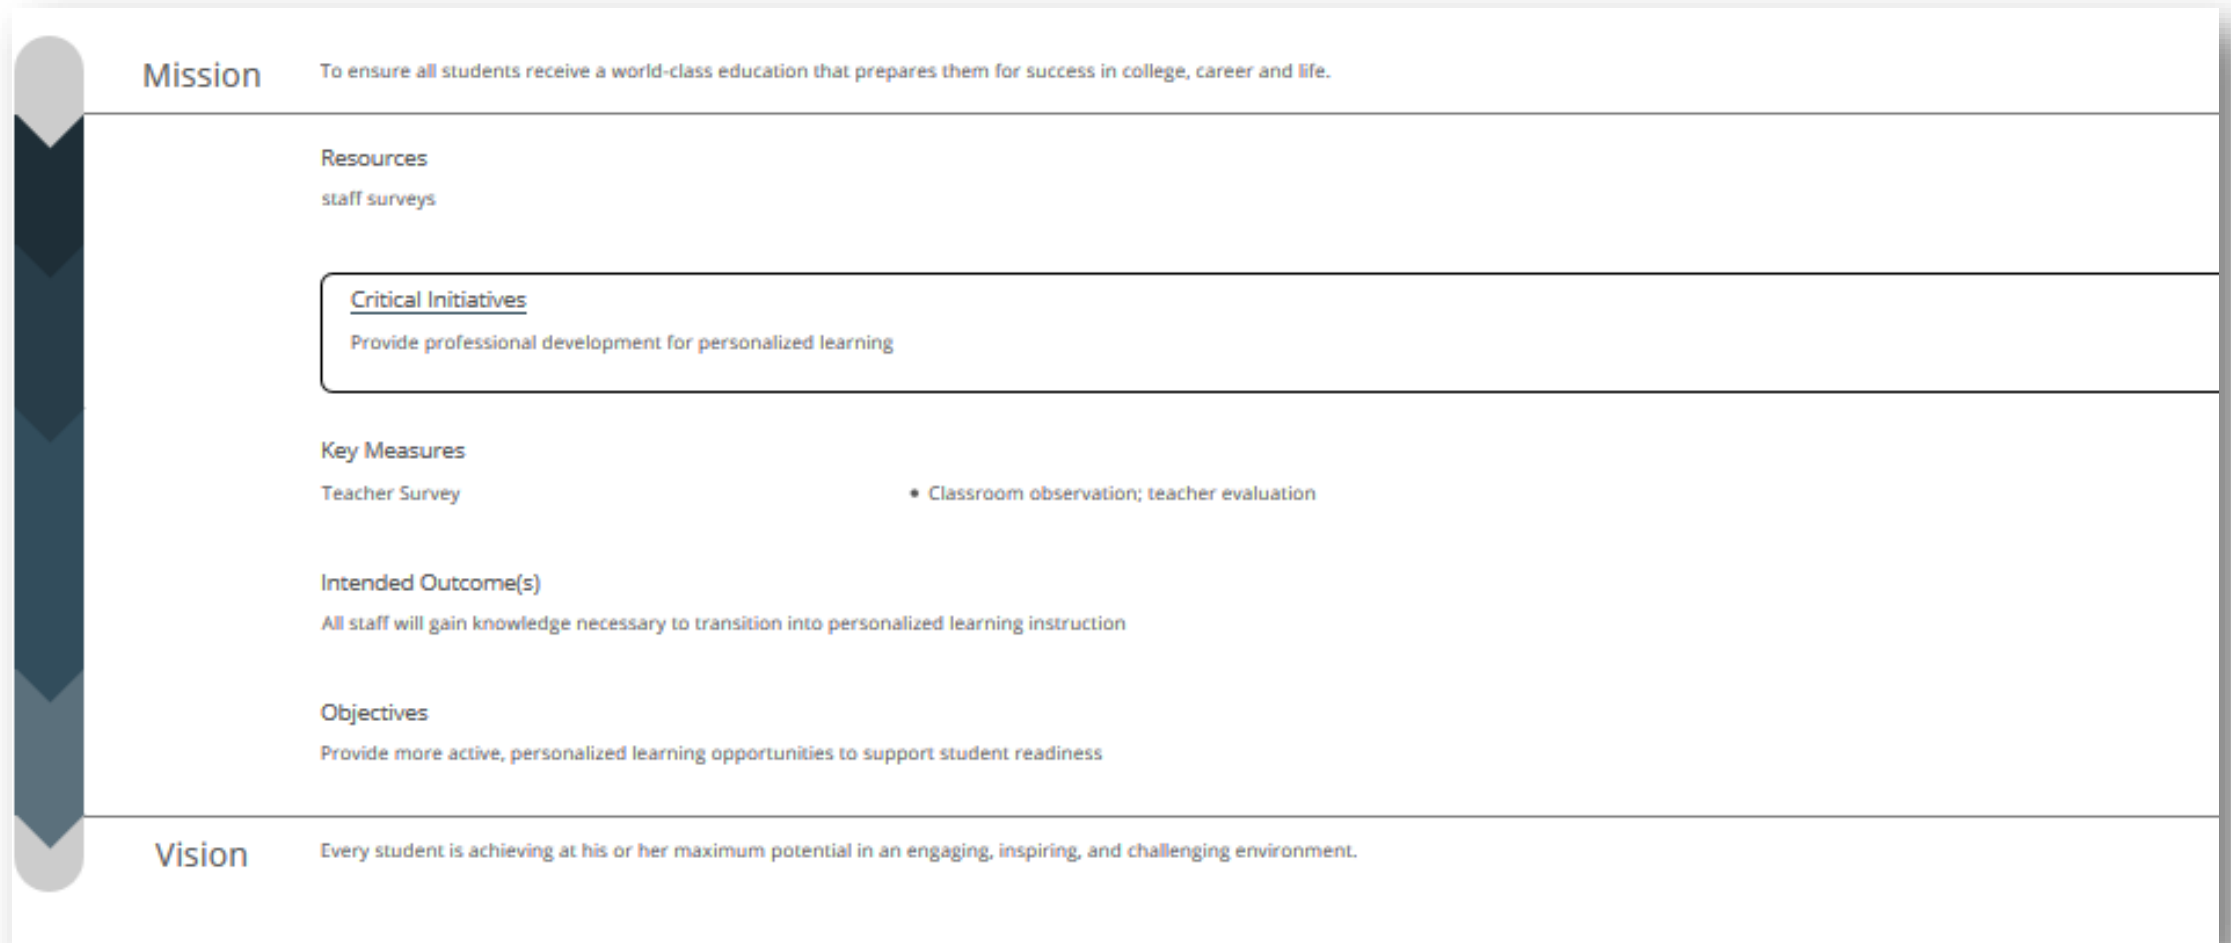 Mission
To ensure all students receive a world-class education that prepares them for success in college, career and life.
Resources
staff surveys
Critical Initiatives
Provide professional development for personalized learning
Key Measures
Teacher Survey
• Classroom observation; teacher evaluation
Intended Outcome(s)
All staff will gain knowledge necessary to transition into personalized learning instruction
Objectives
Provide more active, personalized learning opportunities to support student readiness
Vision
Every student is achieving at his or her maximum potential in an engaging, inspiring, and challenging environment.